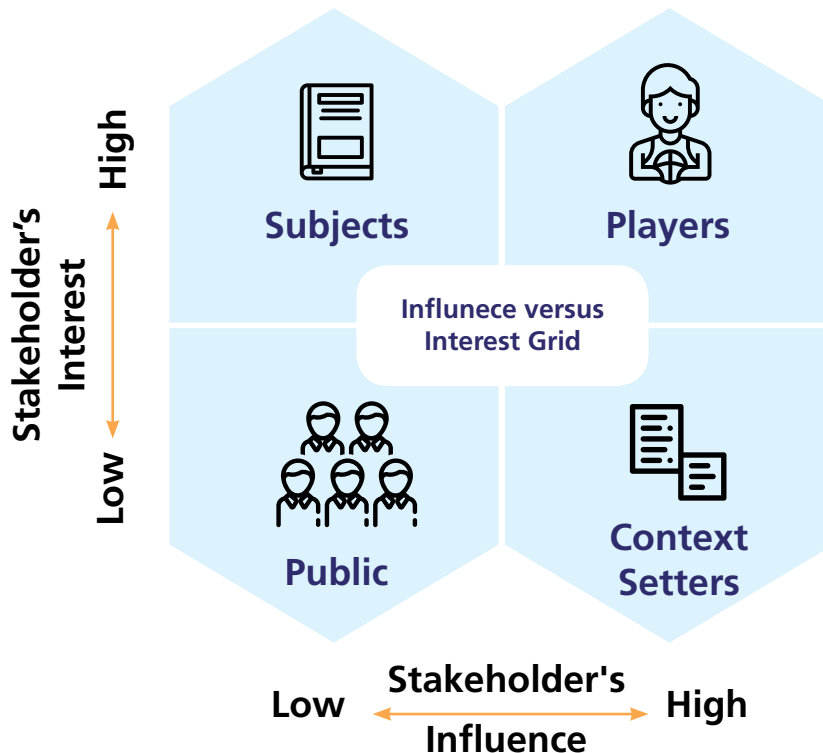 Stakeholder's
Interest
High
Low
Subjects
Players
Influnece versus
Interest Grid
Public
Context
Setters
Low
Stakeholder's
Influence
High